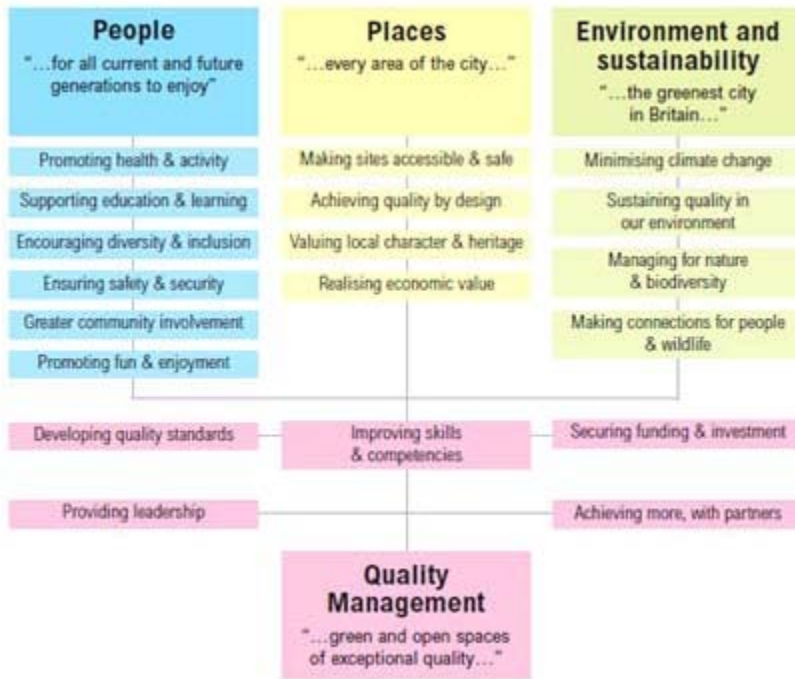 People
“...for all current and future
generations to enjoy”
Promoting health & activity
Supporting education & learning
Encouraging diversity & inclusion
Ensuring safety & security
Greater community involvement
Promoting fun & enjoyment
Places
“...every area of the city...”
Making sites accessible & safe
Achieving quality by design
Valuing local character & heritage
Realising economic value
Environment and
sustainability
“...the greenest city
in Britain...”
Minimising climate change
Sustaining quality in
our environment
Managing for nature
& biodiversity
Making connections for people
& wildlife
Developing quality standards
Improving skills
& competencies
Securing funding & investment
Providing leadership
Achieving more, with partners
Quality
Management
“...green and open spaces
of exceptional quality...”